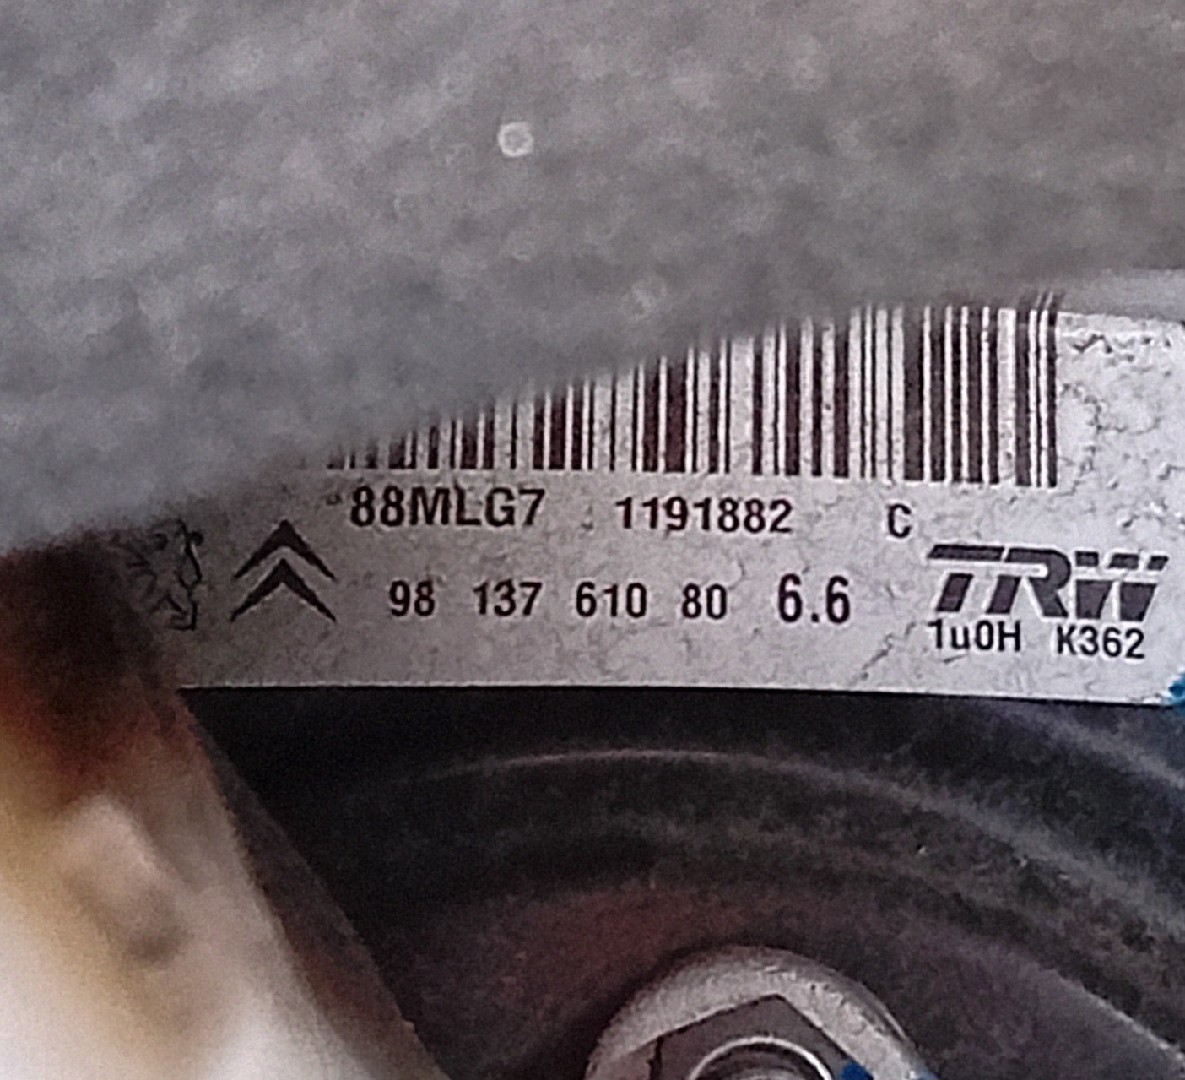 88MLG7 1191882 C
98 137 610 80 6.6 TRW
1u0H K362